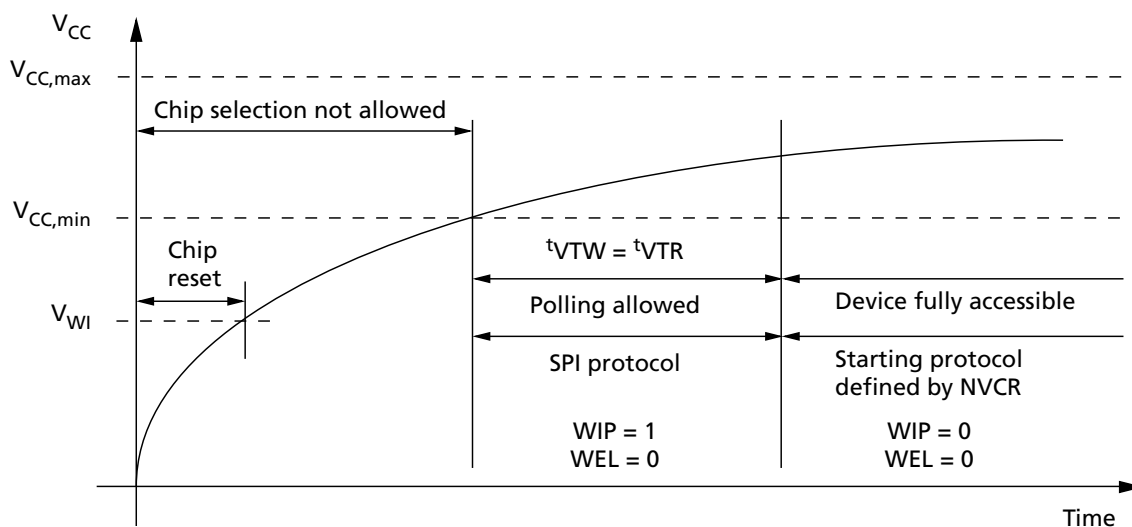 VCC
VCC,max
Chip selection not allowed
VCC,min
Chip
reset
tVTW = tVTR
Polling allowed
Device fully accessible
VWI
SPI protocol
Starting protocol
defined by NVCR
WIP = 1
WEL = 0
WIP = 0
WEL = 0
Time